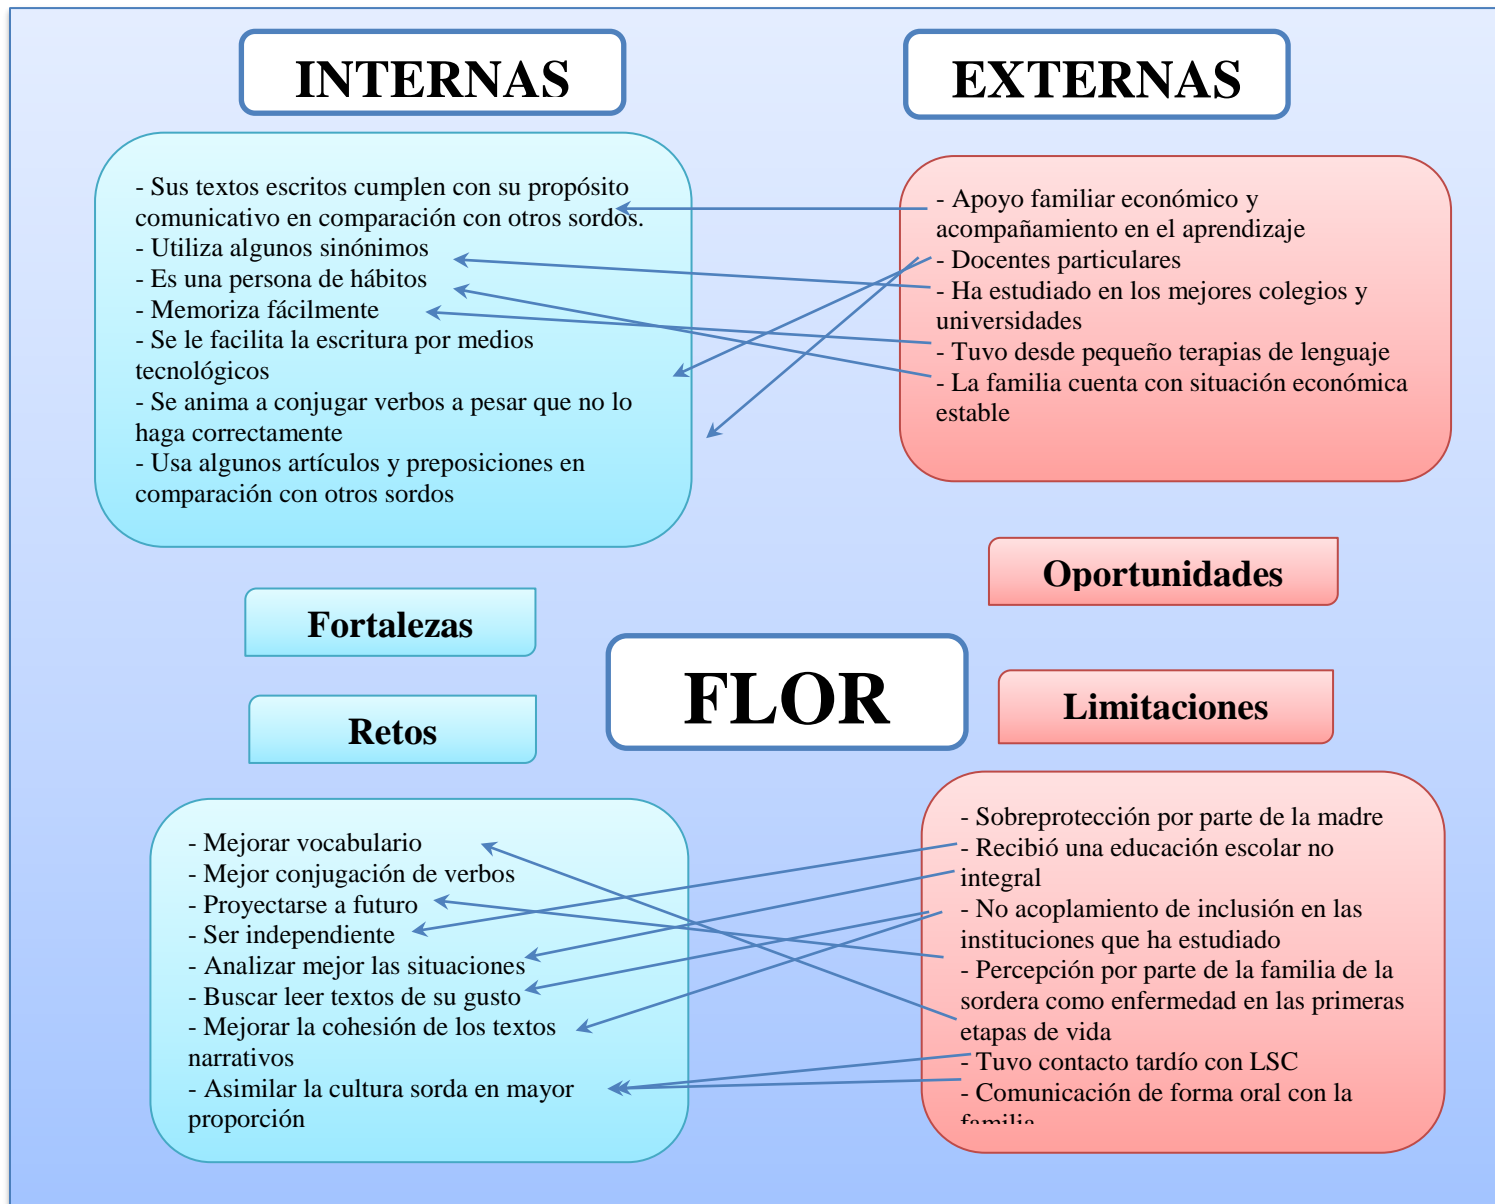 INTERNAS
EXTERNAS
- Sus textos escritos cumplen con su propósito
comunicativo en comparación con otros sordos.
- Utiliza algunos sinónimos
- Es una persona de hábitos
- Memoriza fácilmente
- Se le facilita la escritura por medios
tecnológicos
- Se anima a conjugar verbos a pesar que no lo
haga correctamente
- Usa algunos artículos y preposiciones en
comparación con otros sordos
- Apoyo familiar económico y
acompañamiento en el aprendizaje
- Docentes particulares
- Ha estudiado en los mejores colegios y
universidades
- Tuvo desde pequeño terapias de lenguaje
- La familia cuenta con situación económica
estable
Fortalezas
Oportunidades
FLOR
Retos
Limitaciones
- Mejorar vocabulario
- Mejor conjugación de verbos
- Proyectarse a futuro
- Ser independiente
- Analizar mejor las situaciones
- Buscar leer textos de su gusto
- Mejorar la cohesión de los textos
narrativos
- Asimilar la cultura sorda en mayor
proporción
- Sobreprotección por parte de la madre
- Recibió una educación escolar no
integral
- No acoplamiento de inclusión en las
instituciones que ha estudiado
- Percepción por parte de la familia de la
sordera como enfermedad en las primeras
etapas de vida
- Tuvo contacto tardío con LSC
- Comunicación de forma oral con la
familia